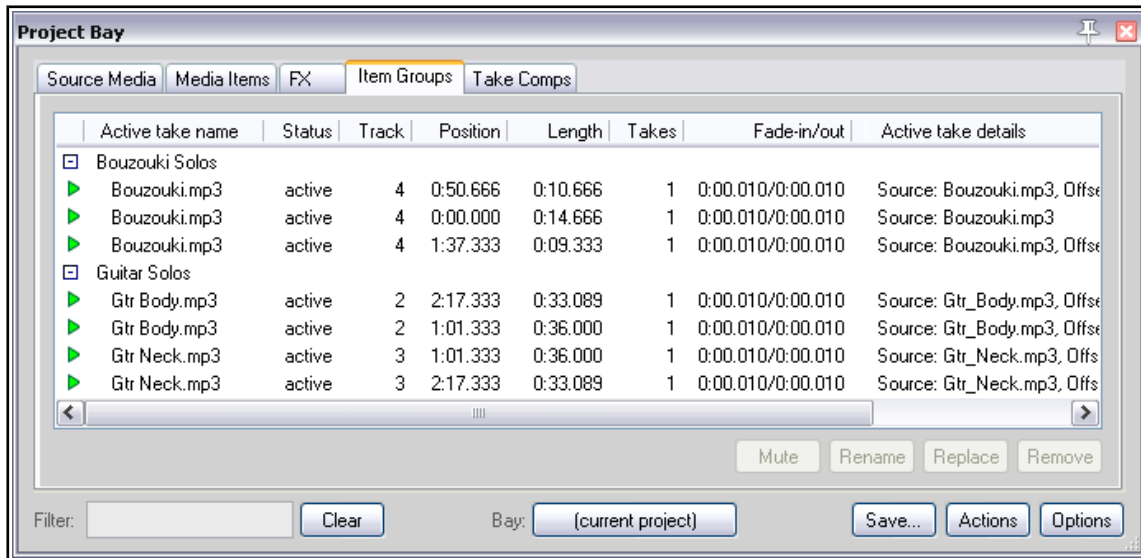 Project Bay
Source Media Media Items FX Item Groups Take Comps
Active take name Status Track Position Length Takes Fade-in/out Active take details
Bouzouki Solos
Bouzouki.mp3 active 4 0:50.666 0:10.666 1 0:00.010/0:00.010 Source: Bouzouki.mp3, Offse
Bouzouki.mp3 active 4 0:00.000 0:14.666 1 0:00.010/0:00.010 Source: Bouzouki.mp3
Bouzouki.mp3 active 4 1:37.333 0:09.333 1 0:00.010/0:00.010 Source: Bouzouki.mp3, Offse
Guitar Solos
Gtr Body.mp3 active 2 2:17.333 0:33.089 1 0:00.010/0:00.010 Source: Gtr_Body.mp3, Offse
Gtr Body.mp3 active 2 1:01.333 0:36.000 1 0:00.010/0:00.010 Source: Gtr_Body.mp3, Offse
Gtr Neck.mp3 active 3 1:01.333 0:36.000 1 0:00.010/0:00.010 Source: Gtr_Neck.mp3, Offs
Gtr Neck.mp3 active 3 2:17.333 0:33.089 1 0:00.010/0:00.010 Source: Gtr_Neck.mp3, Offs
Mute Rename Replace Remove
Filter: Clear Bay: (current project) Save... Actions Options